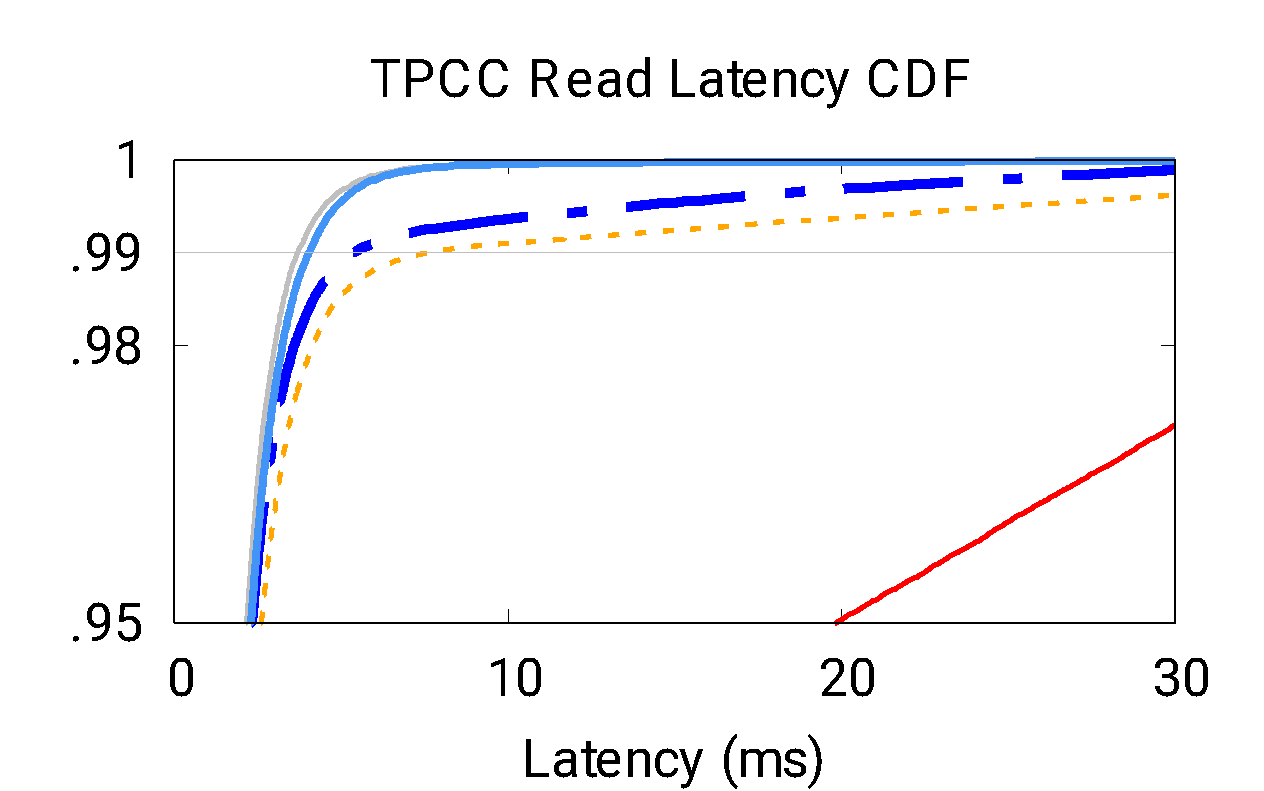 TPCC Read Latency CDF
1
.99
.98
.95
0 10 20 30
Latency (ms)